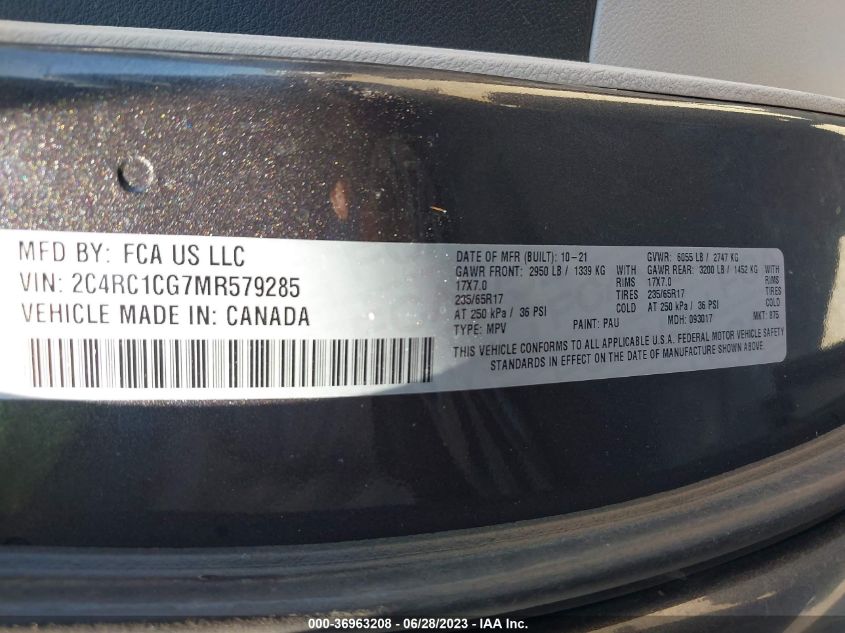 MFD BY: FCA US LLC
VIN: 2C4RC1CG7MR579285
VEHICLE MADE IN: CANADA
DATE OF MFR (BUILT): 10-21 GVWR: 6055 LB / 2747 KG
GAWR FRONT: 2950 LB / 1339 KG WITH GAWR REAR: 3200 LB / 1452 KG WITH
17X7.0 RIMS 17X7.0 RIMS
235/65R17 TIRES 235/65R17 TIRES
AT 250 kPa / 36 PSI COLD AT 250 kPa / 36 PSI COLD
TYPE: MPV PAINT: PAU MDH: 093017 MKT: B75
THIS VEHICLE CONFORMS TO ALL APPLICABLE U.S.A. FEDERAL MOTOR VEHICLE SAFETY
STANDARDS IN EFFECT ON THE DATE OF MANUFACTURE SHOWN ABOVE.
000-36963208 - 06/28/2023 - IAA Inc.